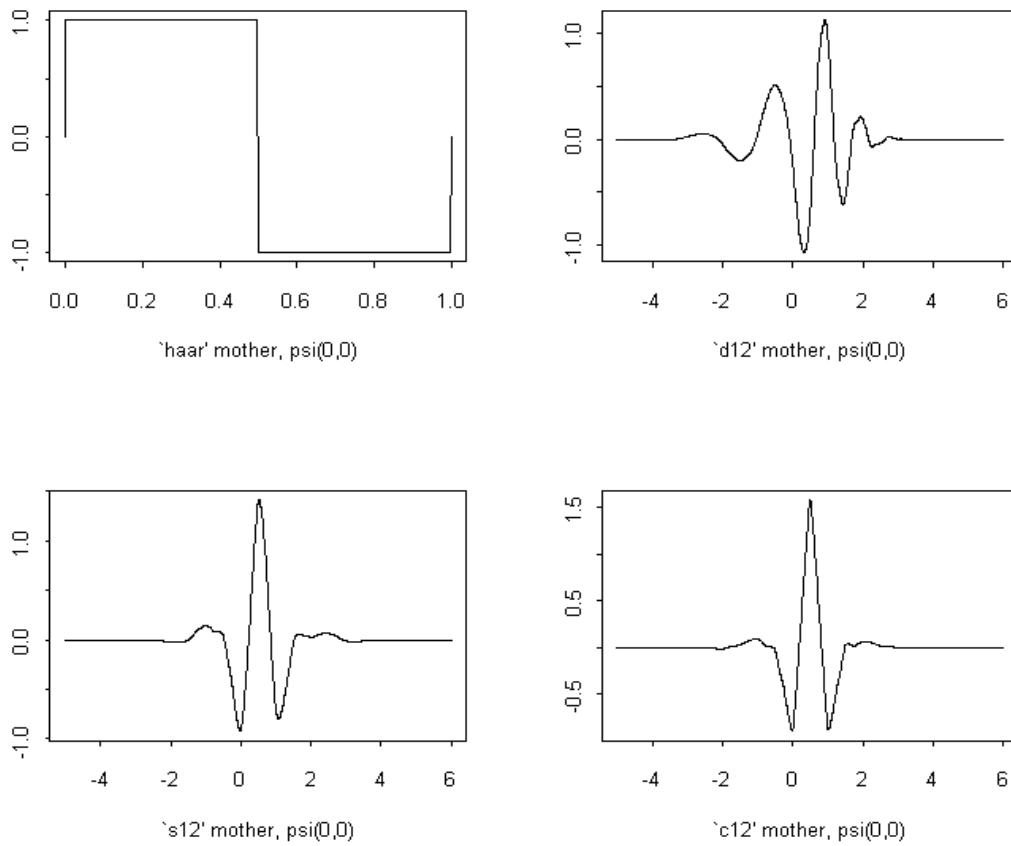 1.0
0.0
-1.0
0.0 0.2 0.4 0.6 0.8 1.0
`haar' mother, psi(0,0)
1.0
0.0
-1.0
-4 -2 0 2 4 6
`d12' mother, psi(0,0)
1.0
0.0
-1.0
-4 -2 0 2 4 6
`s12' mother, psi(0,0)
1.5
0.5
-0.5
-4 -2 0 2 4 6
`c12' mother, psi(0,0)